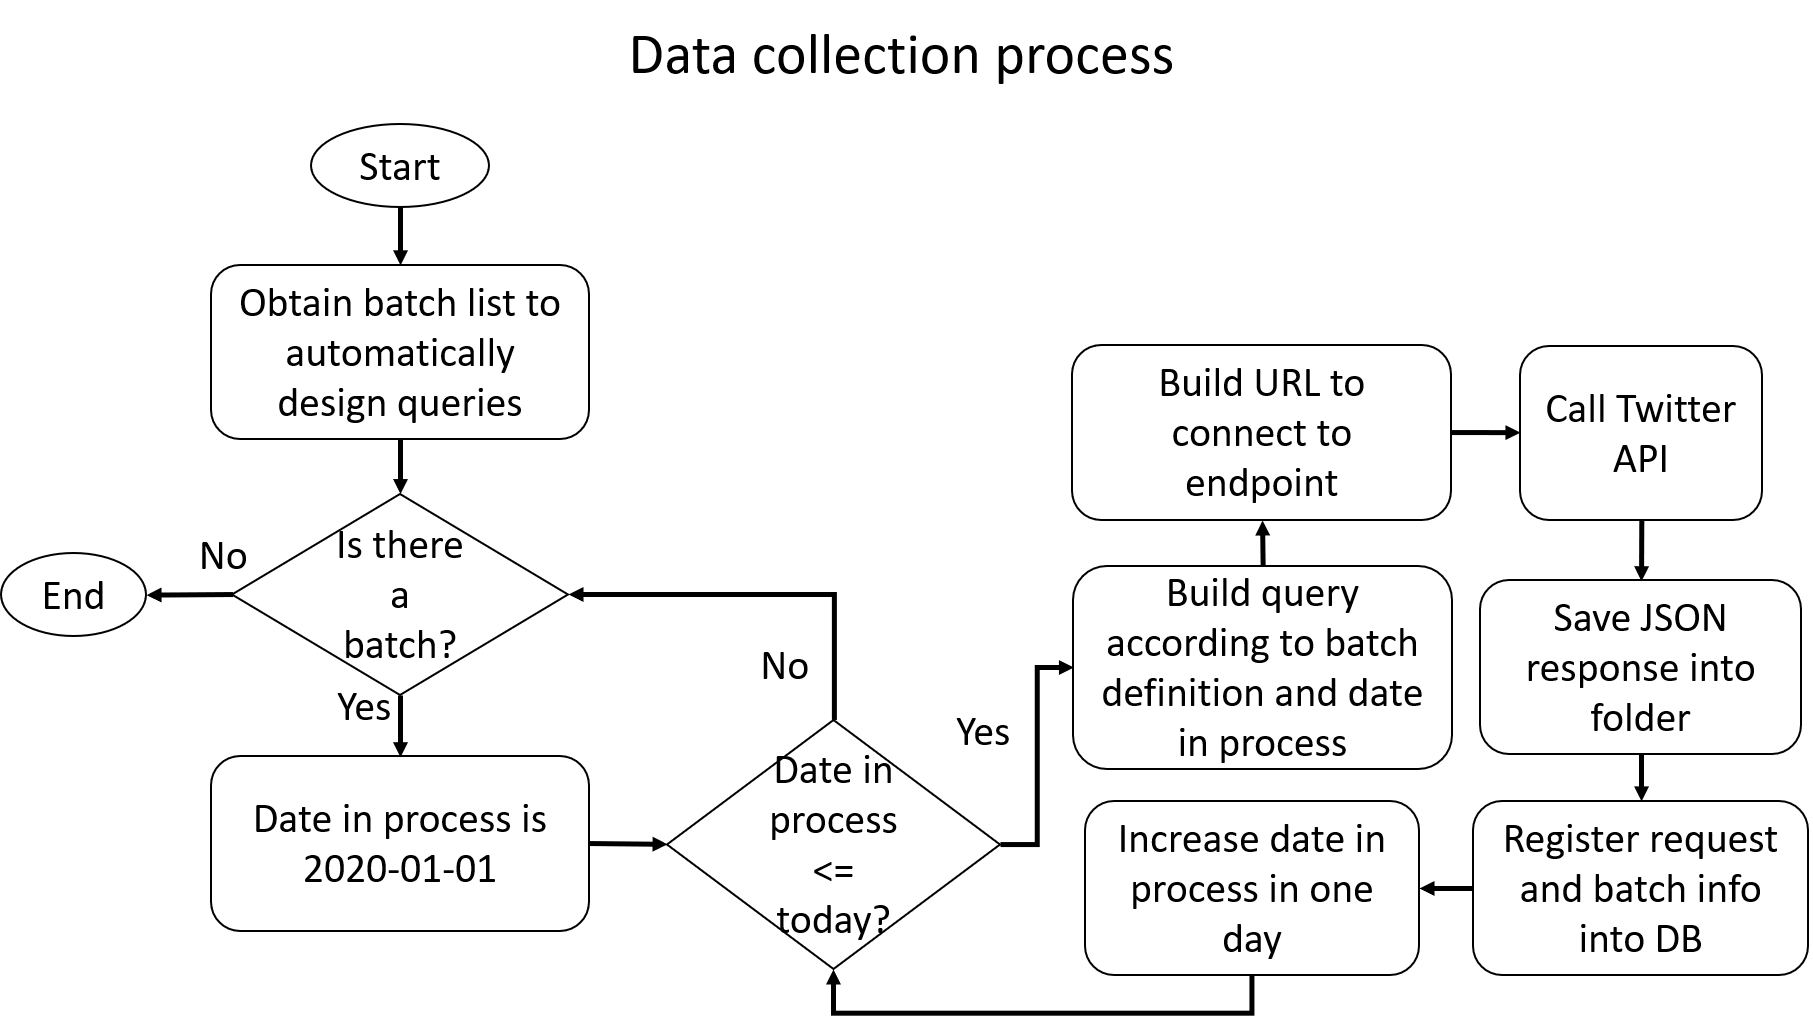 Data collection process
Start
Obtain batch list to
automatically
design queries
Is there
a
batch?
No
End
Yes
Date in process is
2020-01-01
Date in
process
<=
today?
No
Yes
Build query
according to batch
definition and date
in process
Build URL to
connect to
endpoint
Call Twitter
API
Save JSON
response into
folder
Register request
and batch info
into DB
Increase date in
process in one
day